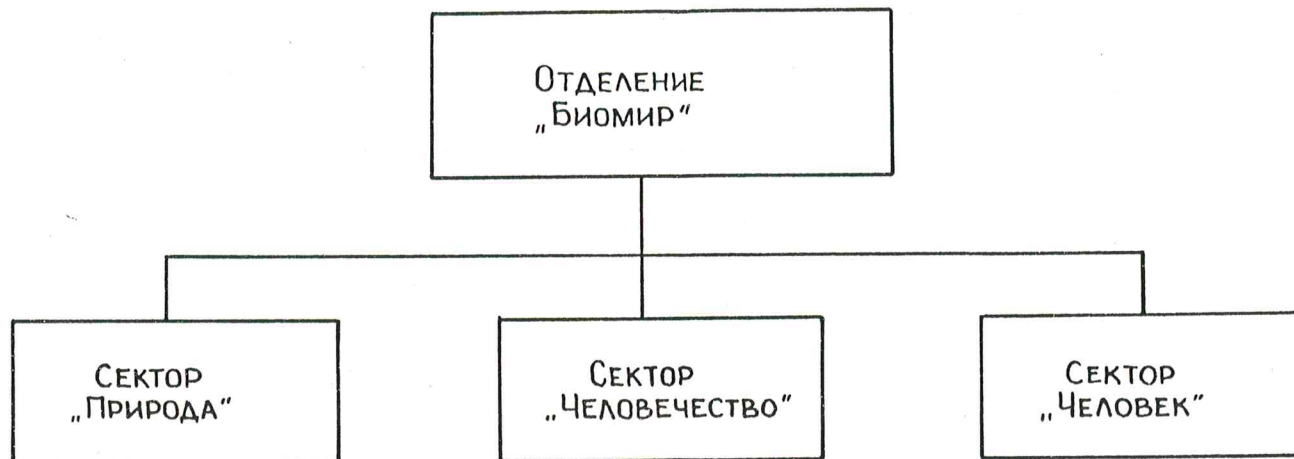 Отделение
„Биомир"
Сектор
„Природа"
Сектор
„Человечество"
Сектор
„Человек"